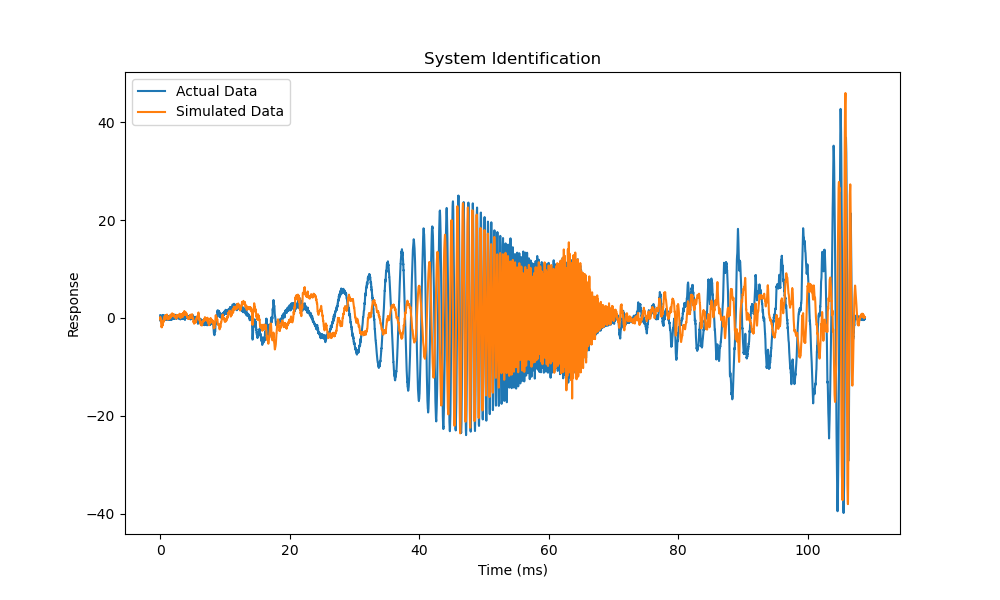 System Identification
Actual Data
Simulated Data
Response
40
20
0
−20
−40
0 20 40 60 80 100
Time (ms)